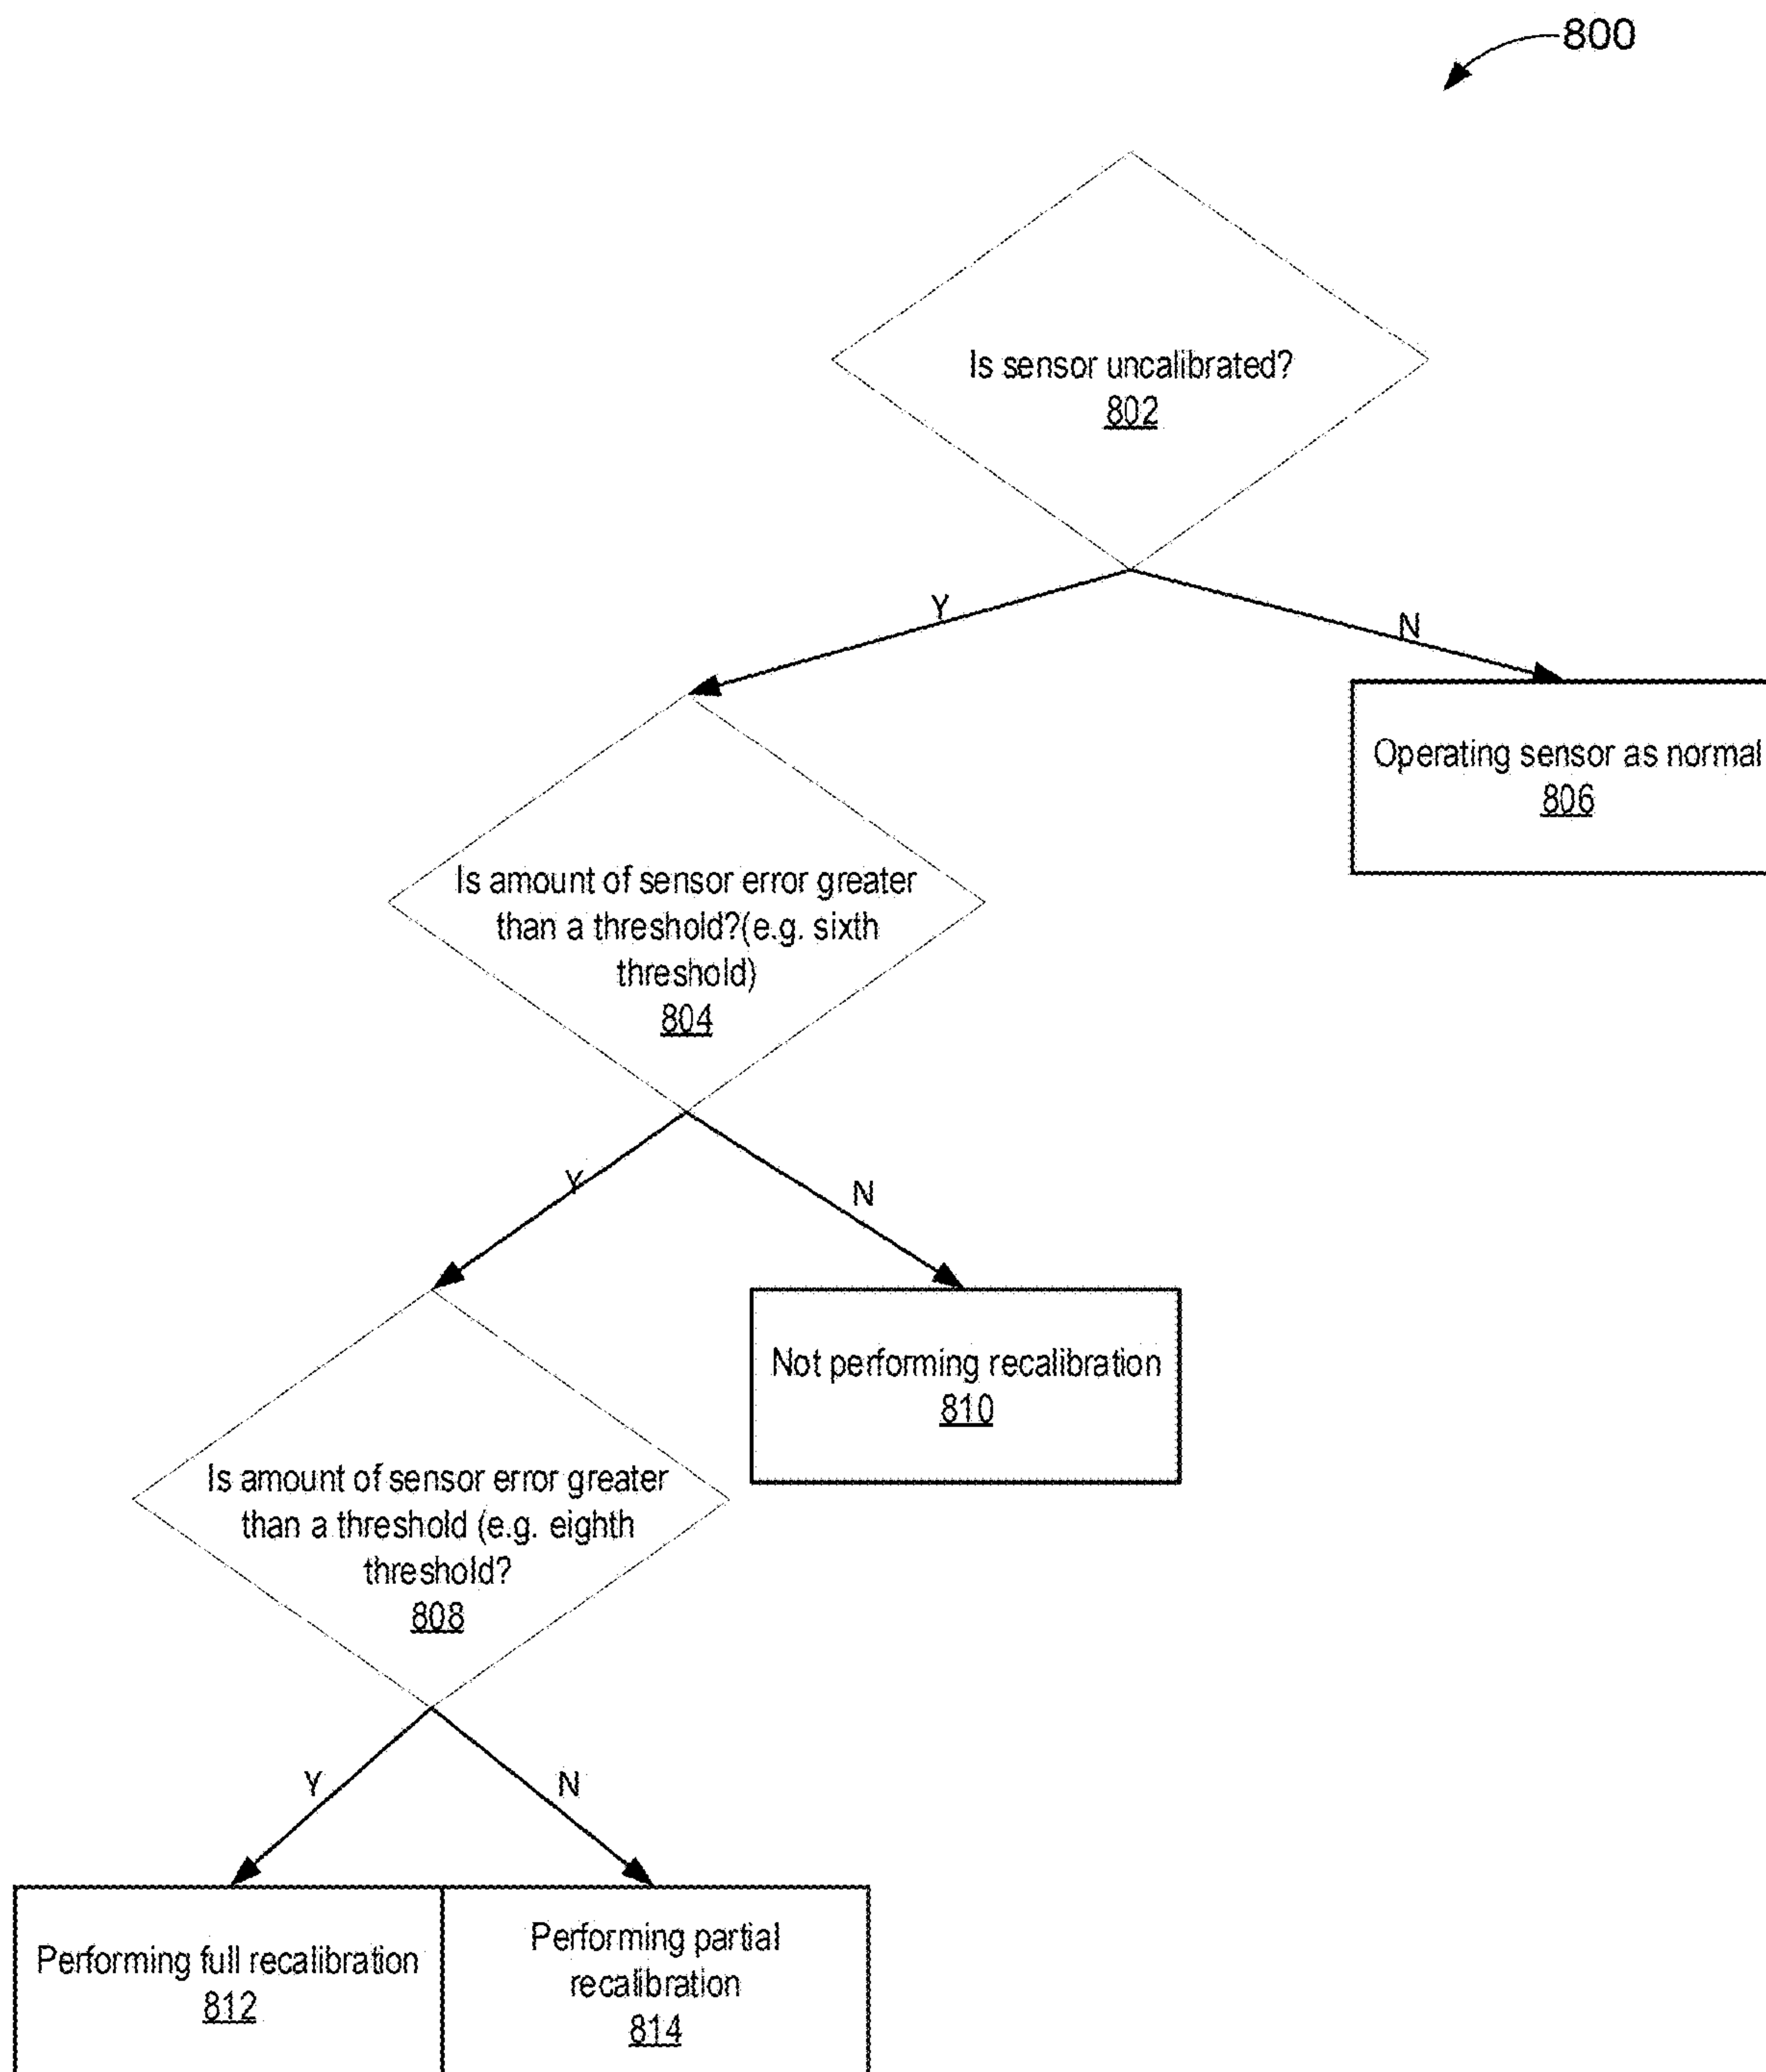 800
Is sensor uncalibrated?
802
Y
N
Operating sensor as normal
806
Is amount of sensor error greater
than a threshold?(e.g. sixth
threshold)
804
Y
N
Not performing recalibration
810
Is amount of sensor error greater
than a threshold (e.g. eighth
threshold?
808
Y
N
Performing full recalibration
812
Performing partial
recalibration
814